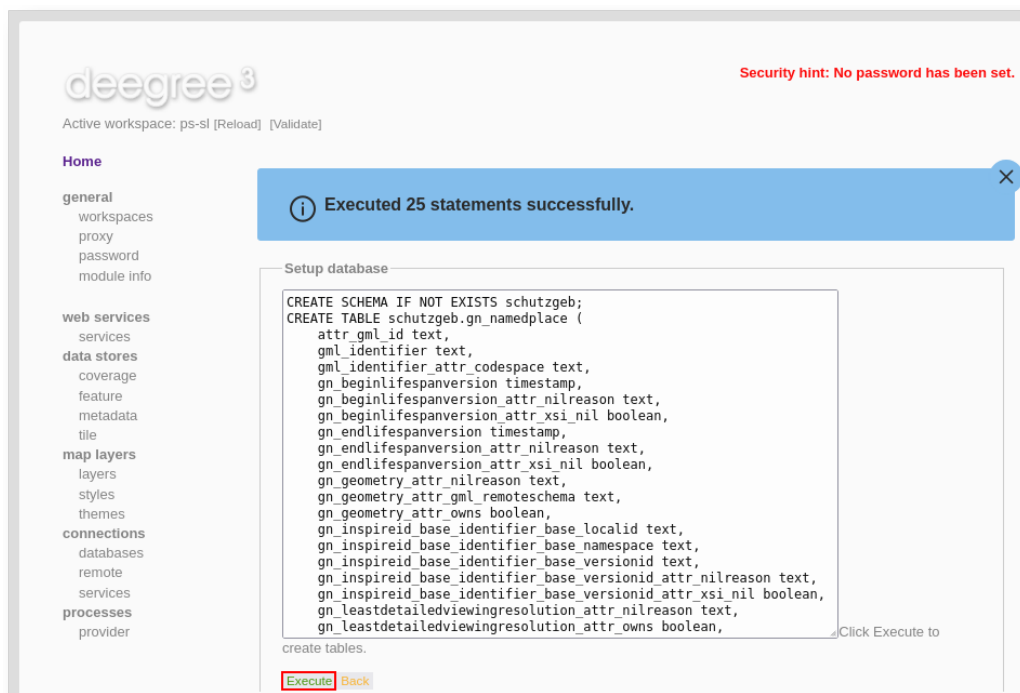 deegree 3
Security hint: No password has been set.
Active workspace: ps-sl [Reload] [Validate]
Home
general
workspaces
proxy
password
module info
web services
services
data stores
coverage
feature
metadata
tile
map layers
layers
styles
themes
connections
databases
remote
services
processes
provider
Executed 25 statements successfully.
Setup database
CREATE SCHEMA IF NOT EXISTS schutzgeb;
CREATE TABLE schutzgeb.gn_namedplace (
attr_gml_id text,
gml_identifier text,
gml_identifier_attr_codespace text,
gn_beginlifespanversion timestamp,
gn_beginlifespanversion_attr_nilreason text,
gn_beginlifespanversion_attr_xsi_nil boolean,
gn_endlifespanversion timestamp,
gn_endlifespanversion_attr_nilreason text,
gn_endlifespanversion_attr_xsi_nil boolean,
gn_geometry_attr_nilreason text,
gn_geometry_attr_gml_remoteschema text,
gn_geometry_attr_owns boolean,
gn_inspireid_base_identifier_base_localid text,
gn_inspireid_base_identifier_base_namespace text,
gn_inspireid_base_identifier_base_versionid text,
gn_inspireid_base_identifier_base_versionid_attr_nilreason text,
gn_inspireid_base_identifier_base_versionid_attr_xsi_nil boolean,
gn_leastdetailedviewingresolution_attr_nilreason text,
gn_leastdetailedviewingresolution_attr_owns boolean,
Click Execute to
create tables.
Execute Back